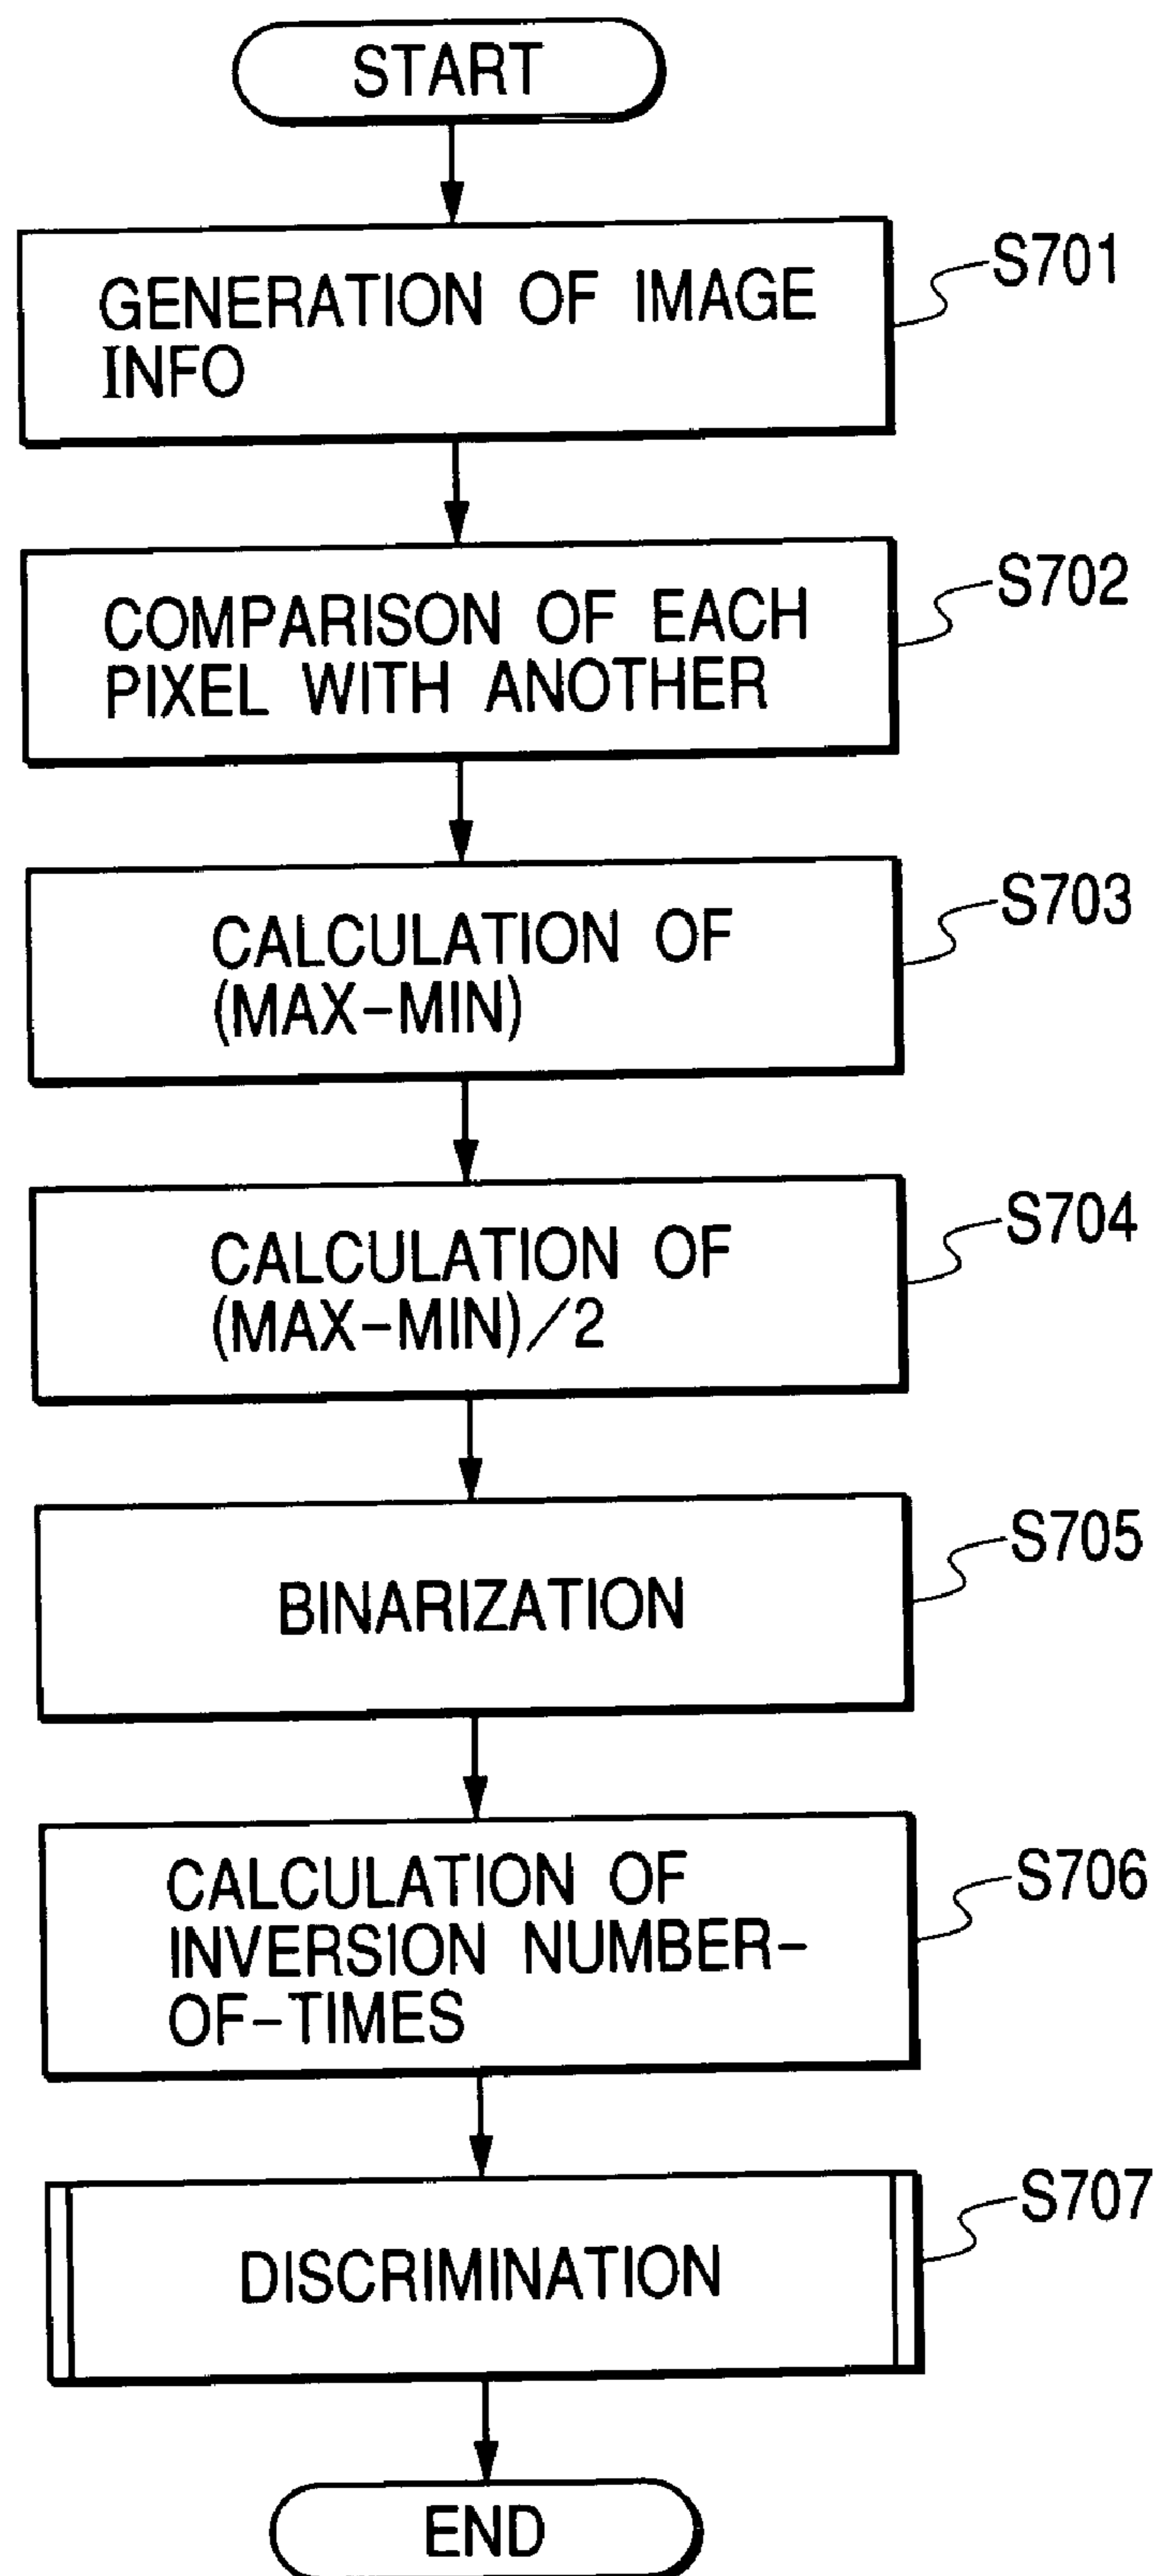 START
GENERATION OF IMAGE
INFO
S701
COMPARISON OF EACH
PIXEL WITH ANOTHER
S702
CALCULATION OF
(MAX-MIN)
S703
CALCULATION OF
(MAX-MIN)/2
S704
BINARIZATION
S705
CALCULATION OF
INVERSION NUMBER-
OF-TIMES
S706
DISCRIMINATION
S707
END